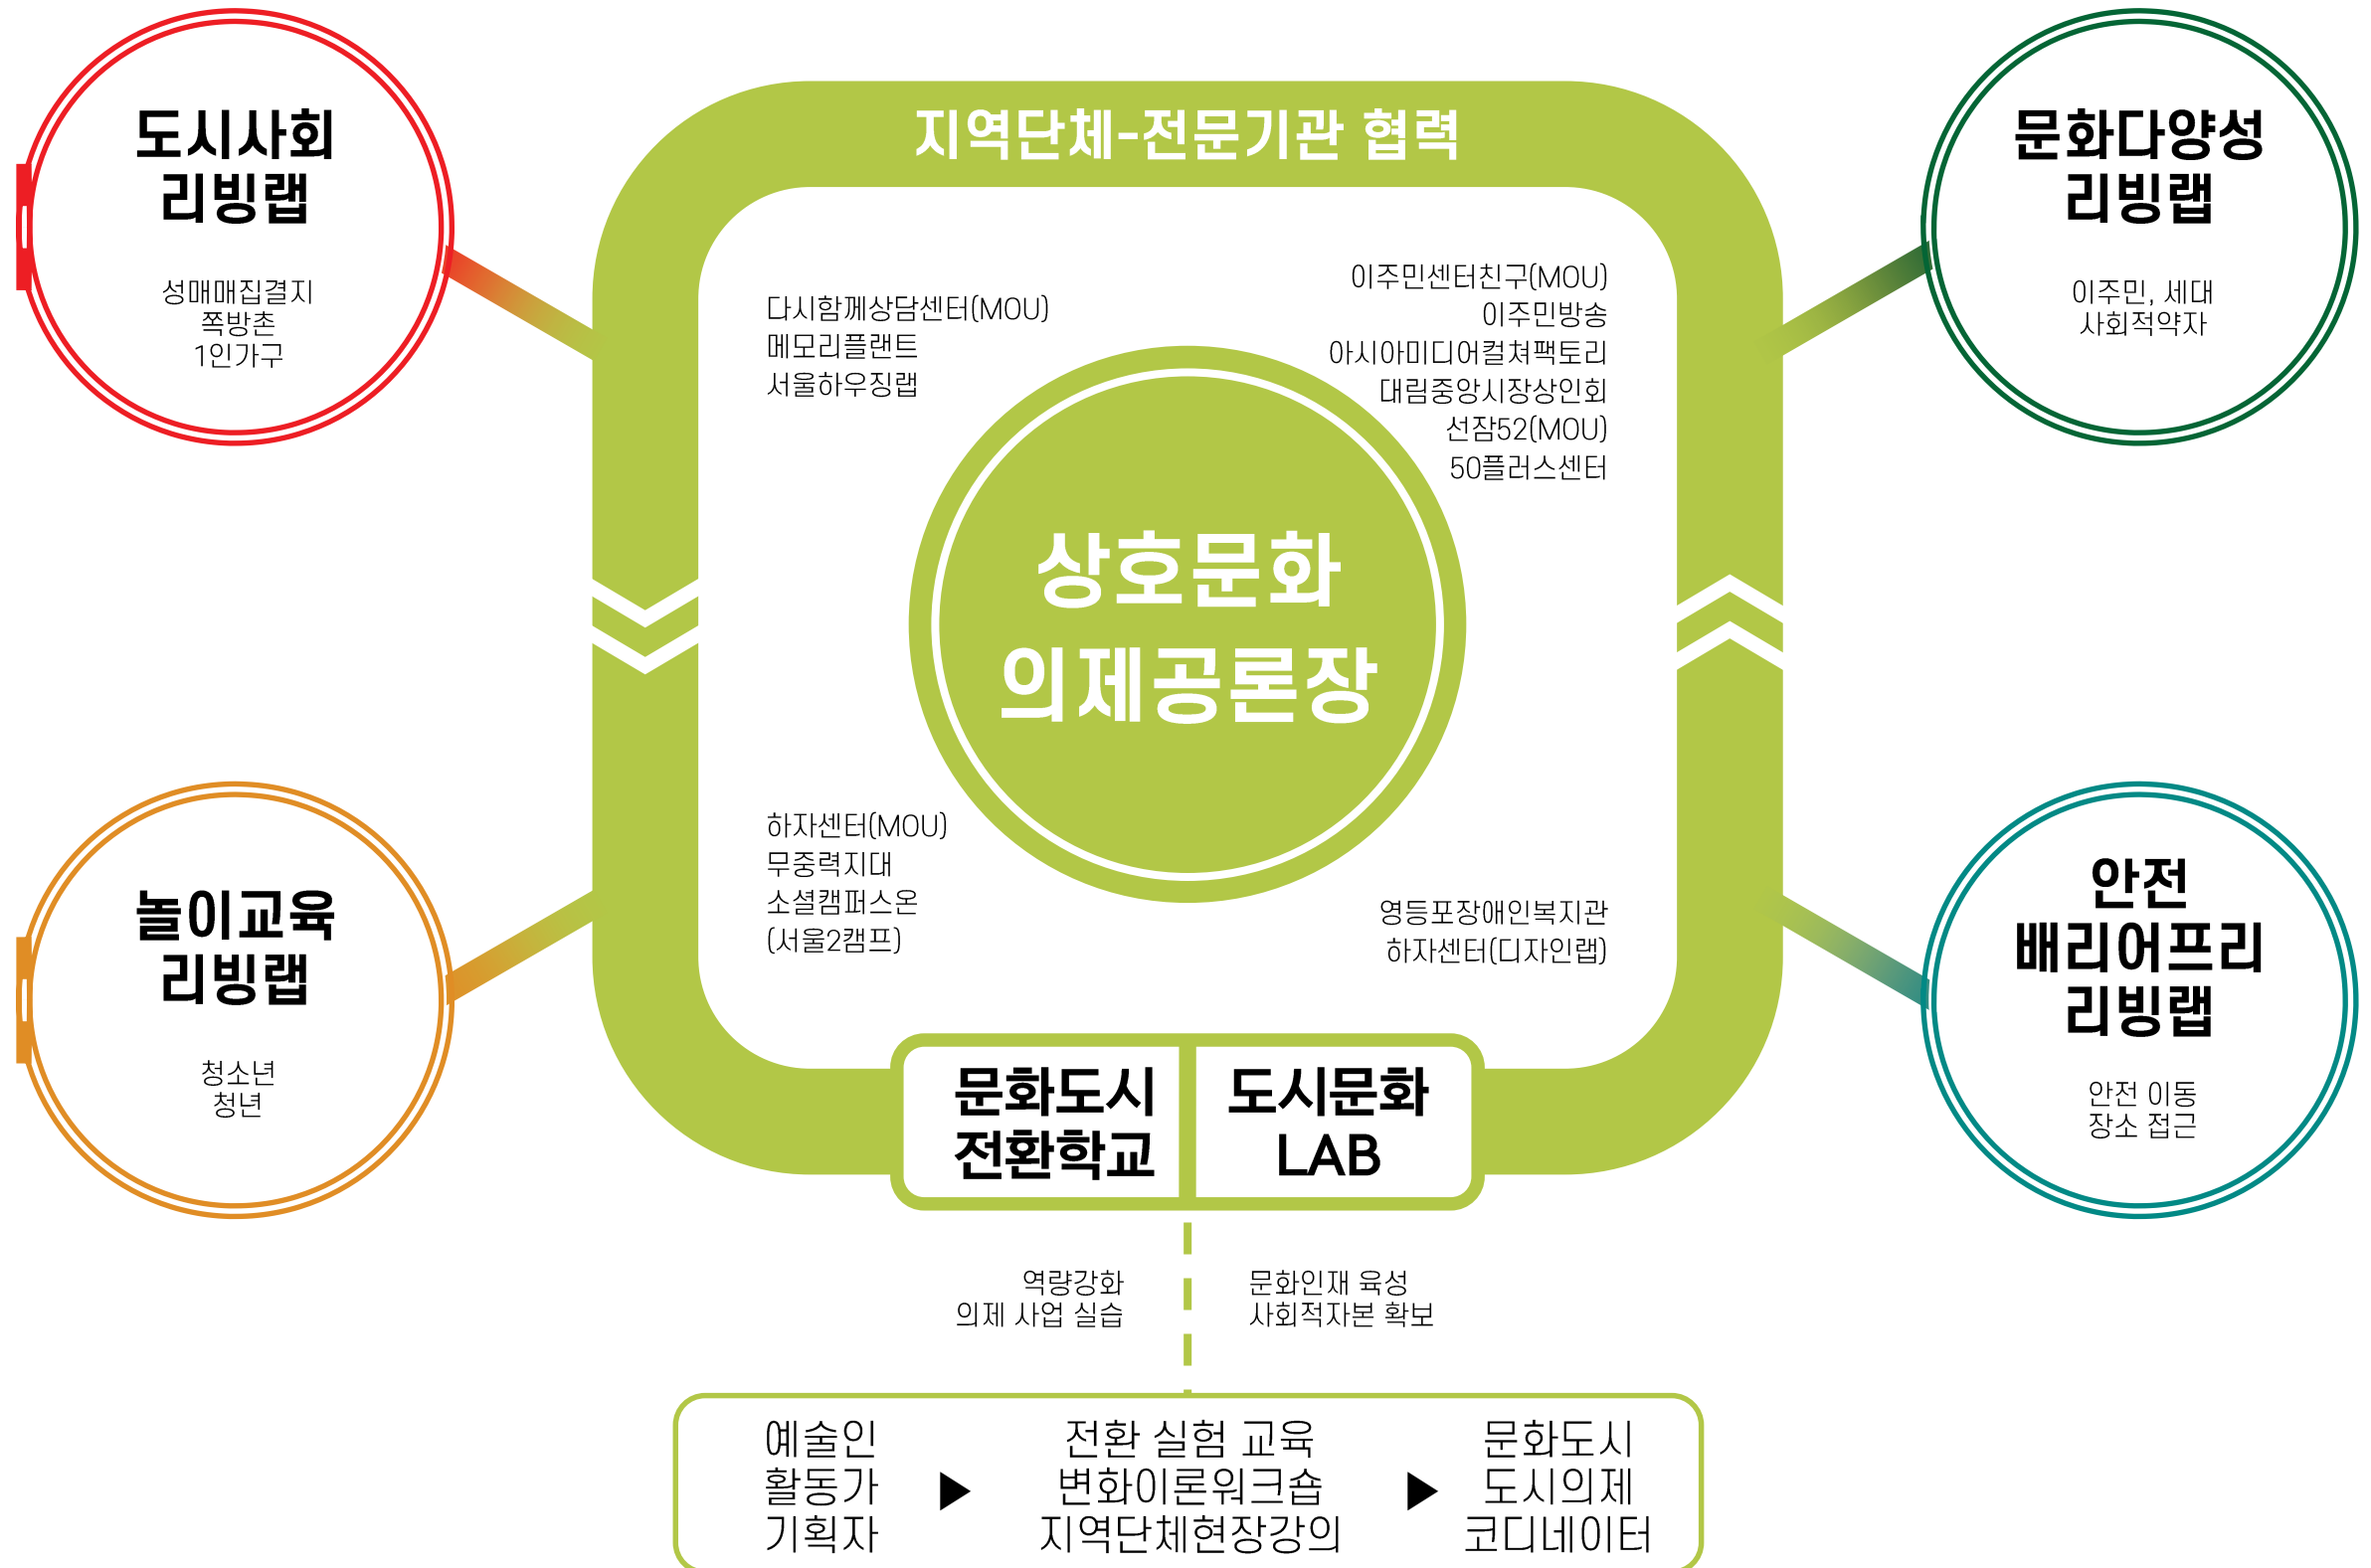 지역단체-전문기관 협력
도시사회
리빙랩
성매매집결지
쪽방촌
1인가구
문화다양성
리빙랩
이주민, 세대
사회적약자
다시함께상담센터(MOU)
메모리플랜트
서울하우징랩
이주민센터친구(MOU)
이주민방송
아시아미디어컬쳐팩토리
대림중앙시장상인회
선잠52(MOU)
50플러스센터
상호문화
의제공론장
놀이교육
리빙랩
청소년
청년
하자센터(MOU)
무중력지대
소셜캠퍼스온
(서울2캠프)
영등포장애인복지관
하자센터(디자인랩)
안전
배리어프리
리빙랩
안전 이동
장소 접근
문화도시
전환학교
도시문화
LAB
역량강화
의제 사업 실습
문화인재 육성
사회적자본 확보
예술인
활동가
기획자
전환 실험 교육
변화이론워크숍
지역단체현장강의
문화도시
도시의제
코디네이터